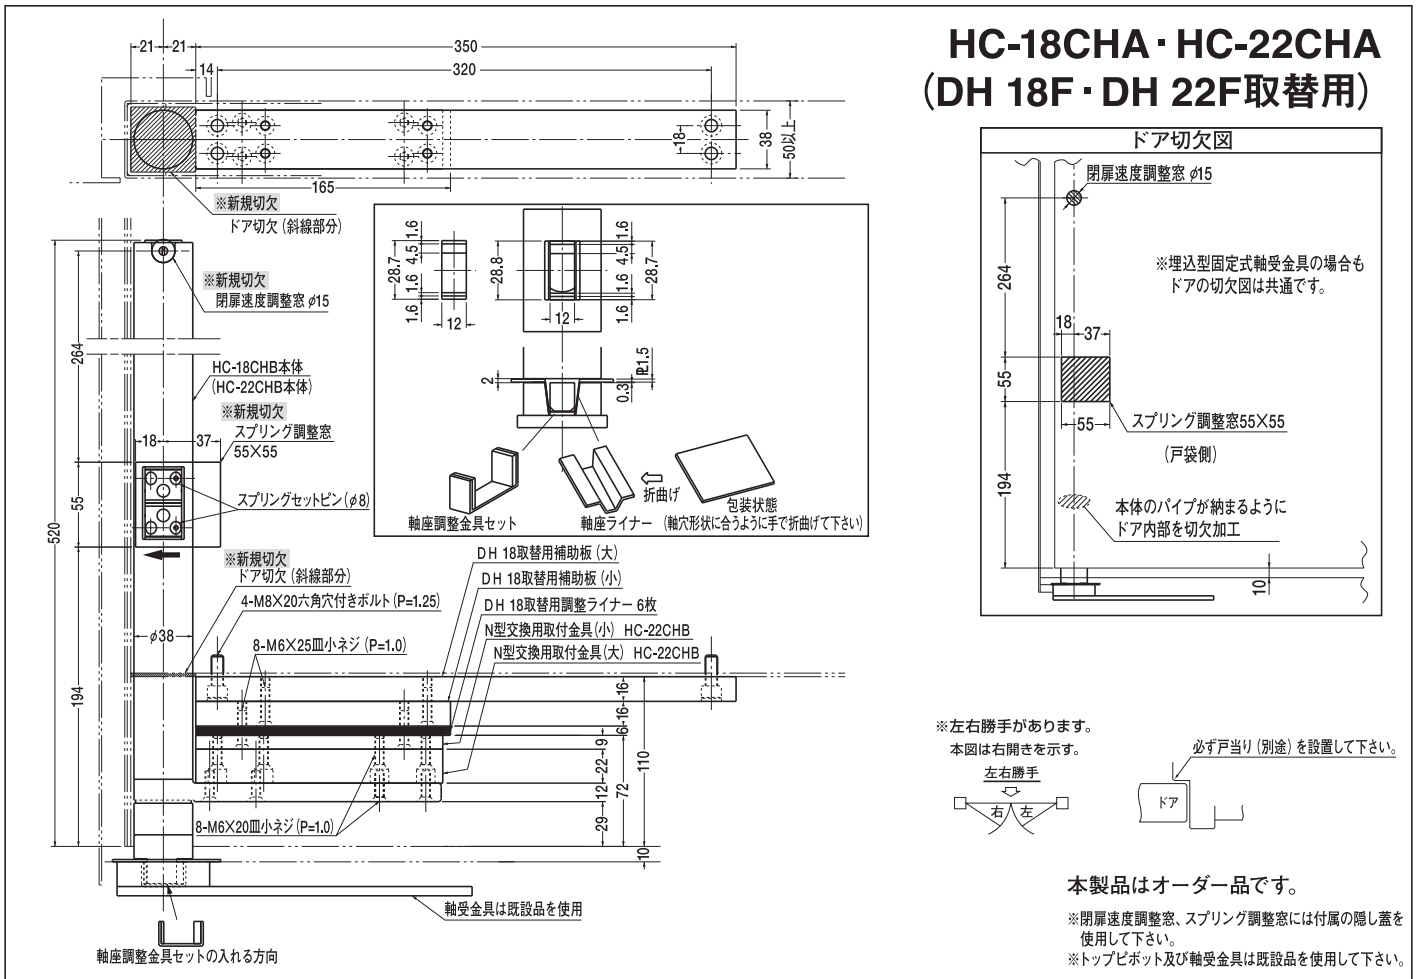 HC-18CHA・HC-22CHA
(DH 18F・DH 22F取替用)
21
21
350
14
320
18
38
50以上
165
※新規切欠
ドア切欠(斜線部分)
※新規切欠
閉扉速度調整窓 φ15
264
HC-18CHB本体
(HC-22CHB本体)
※新規切欠
スプリング調整窓
55×55
18
37
55
520
スプリングセットピン(φ8)
※新規切欠
ドア切欠(斜線部分)
4-M8×20六角穴付きボルト(P=1.25)
φ38
8-M6×25皿小ネジ(P=1.0)
194
DH 18取替用補助板(大)
DH 18取替用補助板(小)
DH 18取替用調整ライナー 6枚
N型交換用取付金具(小) HC-22CHB
N型交換用取付金具(大) HC-22CHB
16
16
6
9
22
12
29
72
110
10
8-M6×20皿小ネジ(P=1.0)
軸受金具は既設品を使用
軸座調整金具セットの入れる方向
1.6
4.5
28.7
1.6
1.6
12
28.8
12
1.6
4.5
1.6
1.6
28.7
2
0.3
1.5
軸座調整金具セット
軸座ライナー
折曲げ
包装状態
(軸穴形状に合うように手で折曲げて下さい)
ドア切欠図
閉扉速度調整窓 φ15
264
※埋込型固定式軸受金具の場合も
ドアの切欠図は共通です。
18
37
55
55
スプリング調整窓55×55
(戸袋側)
194
本体のパイプが納まるように
ドア内部を切欠加工
10
※左右勝手があります。
本図は右開きを示す。
左右勝手
右
左
必ず戸当り(別途)を設置して下さい。
ドア
本製品はオーダー品です。
※閉扉速度調整窓、スプリング調整窓には付属の隠し蓋を
使用して下さい。
※トップピボット及び軸受金具は既設品を使用して下さい。